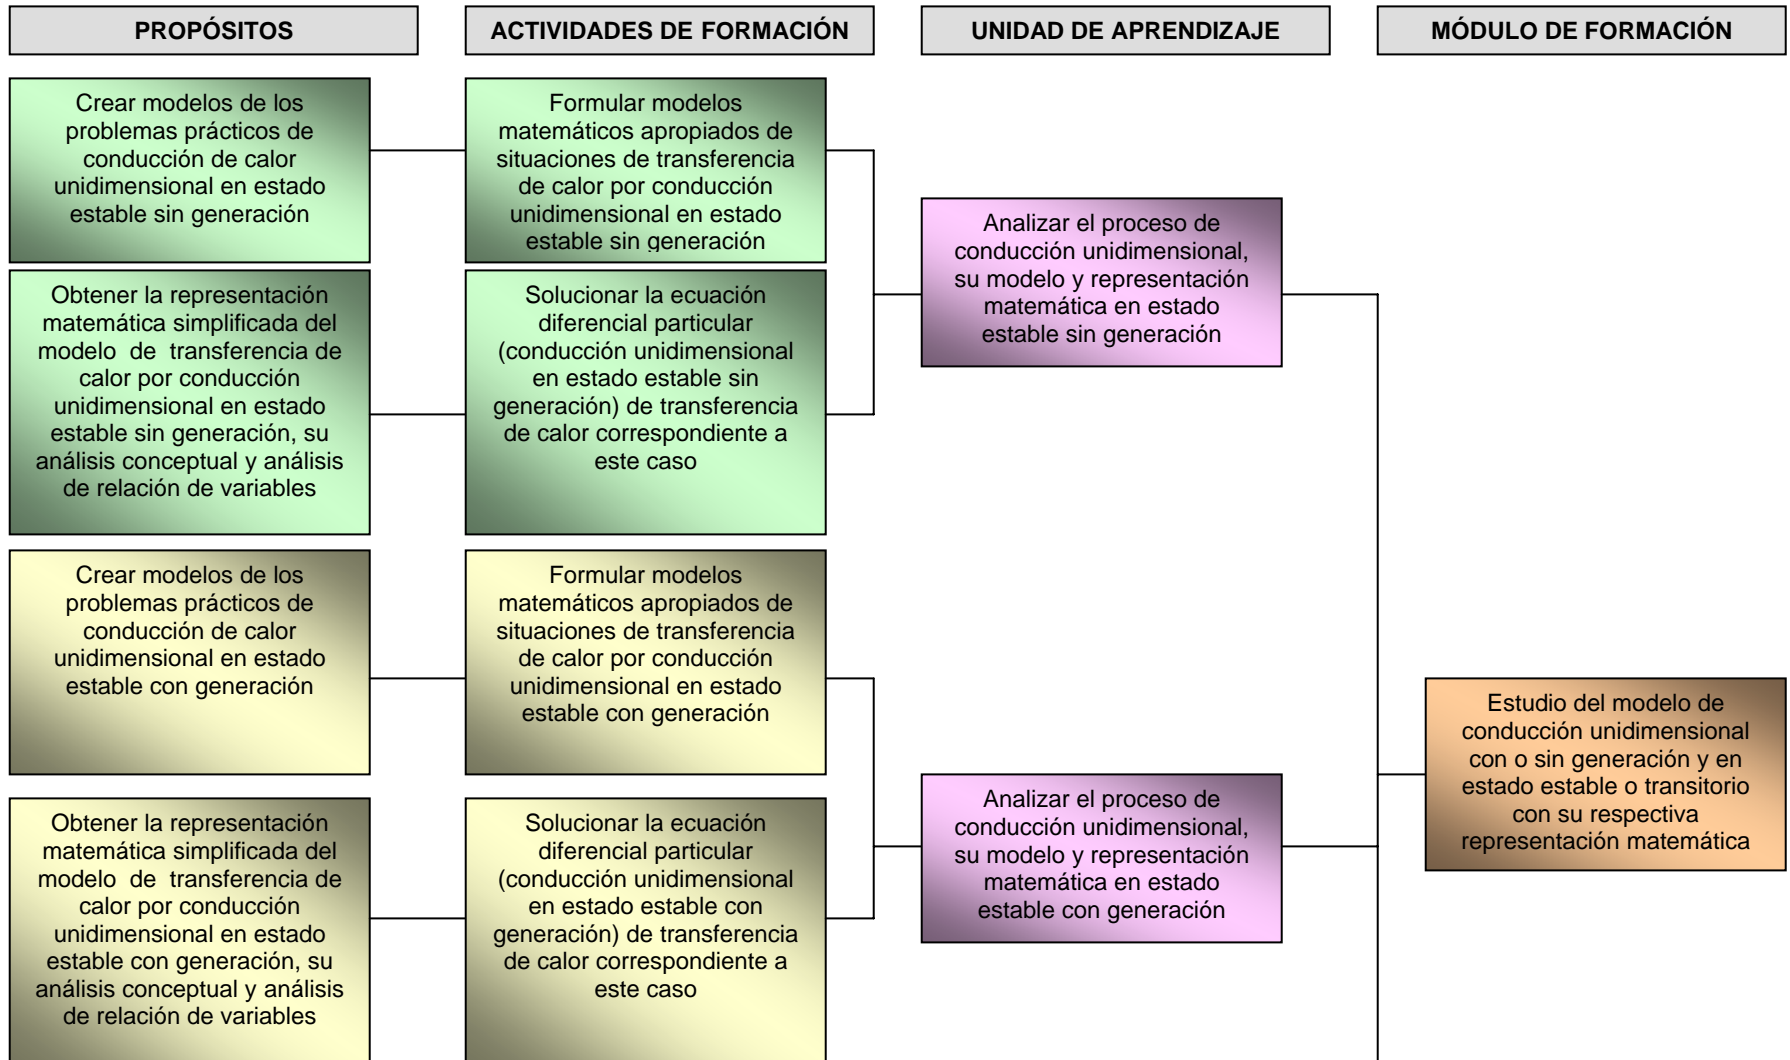 PROPÓSITOS
ACTIVIDADES DE FORMACIÓN
UNIDAD DE APRENDIZAJE
MÓDULO DE FORMACIÓN
Crear modelos de los
problemas prácticos de
conducción de calor
unidimensional en estado
estable sin generación
Formular modelos
matemáticos apropiados de
situaciones de transferencia
de calor por conducción
unidimensional en estado
estable sin generación
Analizar el proceso de
conducción unidimensional,
su modelo y representación
matemática en estado
estable sin generación
Obtener la representación
matemática simplificada del
modelo de transferencia de
calor por conducción
unidimensional en estado
estable sin generación, su
análisis conceptual y análisis
de relación de variables
Solucionar la ecuación
diferencial particular
(conducción unidimensional
en estado estable sin
generación) de transferencia
de calor correspondiente a
este caso
Crear modelos de los
problemas prácticos de
conducción de calor
unidimensional en estado
estable con generación
Formular modelos
matemáticos apropiados de
situaciones de transferencia
de calor por conducción
unidimensional en estado
estable con generación
Estudio del modelo de
conducción unidimensional
con o sin generación y en
estado estable o transitorio
con su respectiva
representación matemática
Obtener la representación
matemática simplificada del
modelo de transferencia de
calor por conducción
unidimensional en estado
estable con generación, su
análisis conceptual y análisis
de relación de variables
Solucionar la ecuación
diferencial particular
(conducción unidimensional
en estado estable con
generación) de transferencia
de calor correspondiente a
este caso
Analizar el proceso de
conducción unidimensional,
su modelo y representación
matemática en estado
estable con generación